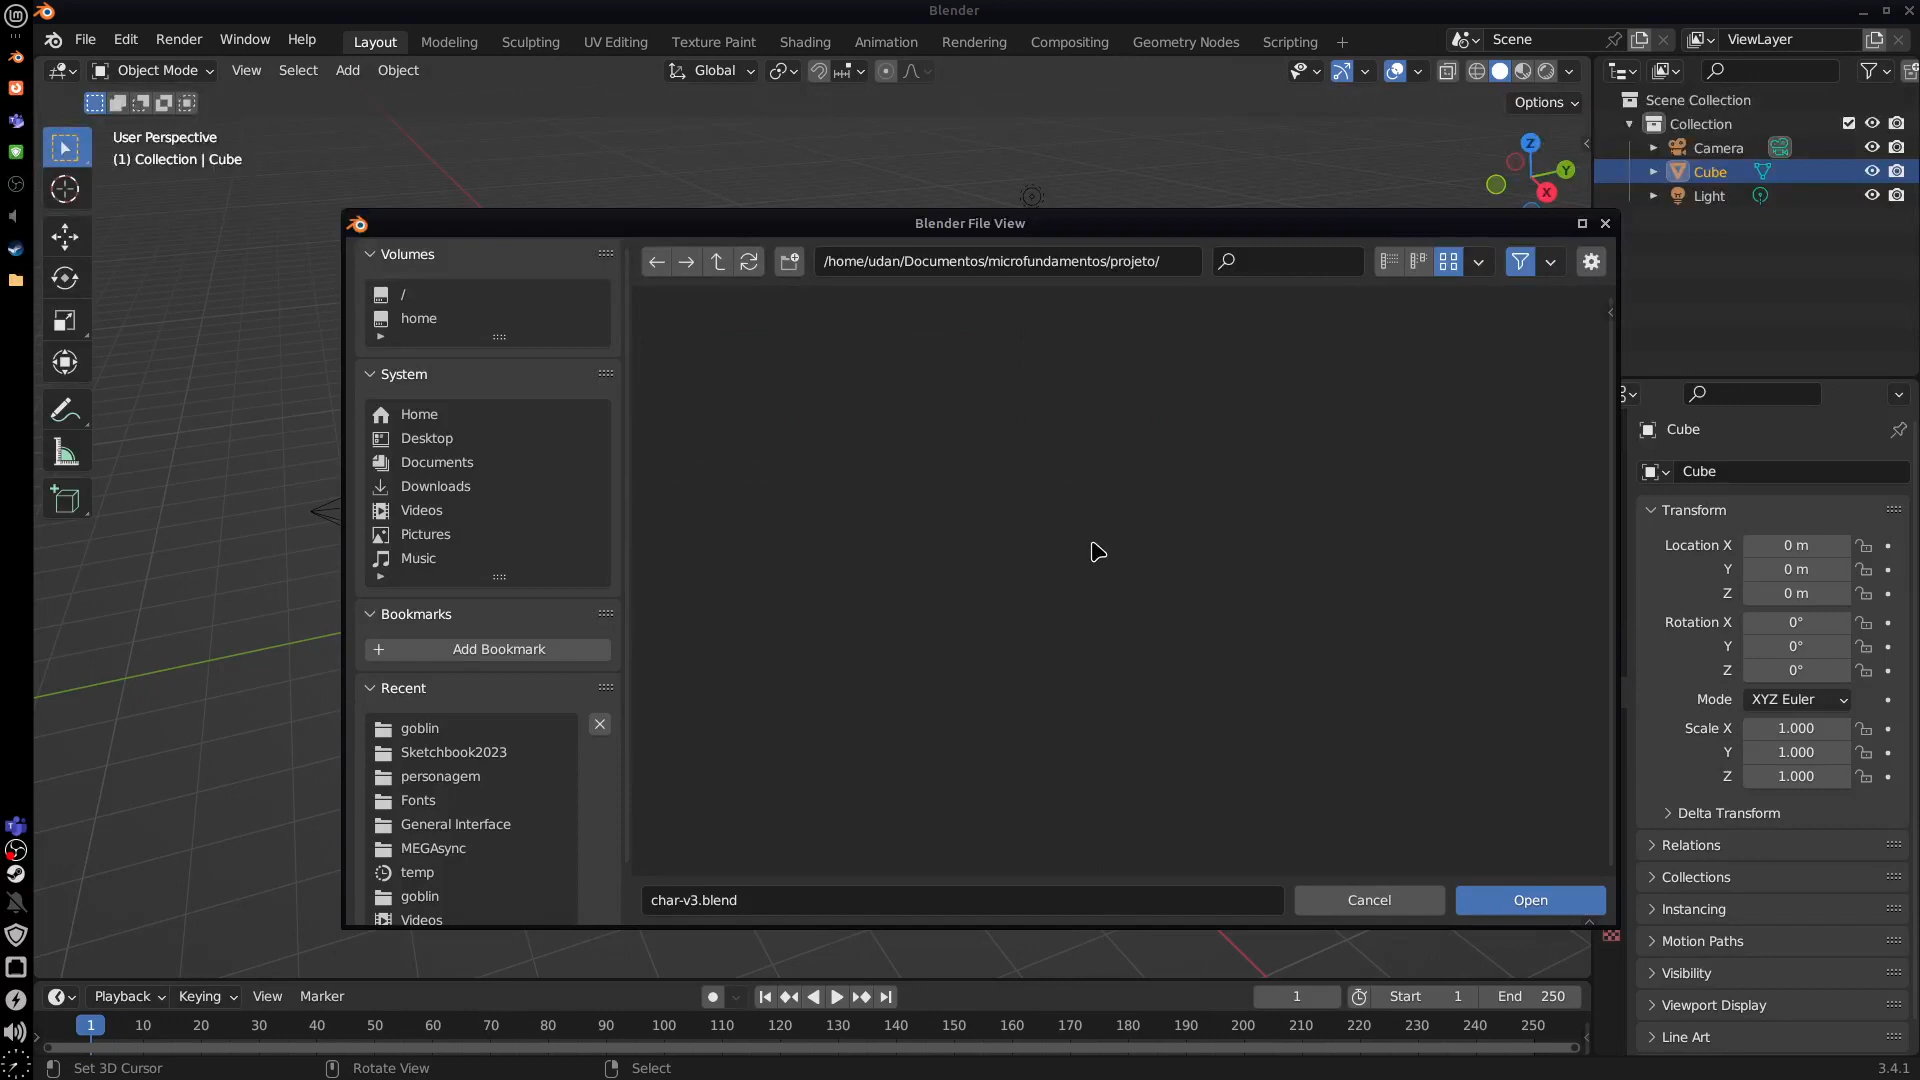 Blender
File Edit Render Window Help Layout Modeling Sculpting UV Editing Texture Paint Shading Animation Rendering Compositing Geometry Nodes Scripting + Scene ViewLayer
Object Mode View Select Add Object Global
Options
User Perspective
(1) Collection | Cube
Z
Y
X
Scene Collection
Collection
Camera
Cube
Light
Blender File View
Volumes
/
home
System
Home
Desktop
Documents
Downloads
Videos
Pictures
Music
Bookmarks
+ Add Bookmark
Recent
goblin
Sketchbook2023
personagem
Fonts
General Interface
MEGAsync
temp
goblin
Videos
/home/udan/Documentos/microfundamentos/projeto/
char-v3.blend
Cancel
Open
Cube
Cube
Transform
Location X 0 m
Y 0 m
Z 0 m
Rotation X 0°
Y 0°
Z 0°
Mode XYZ Euler
Scale X 1.000
Y 1.000
Z 1.000
Delta Transform
Relations
Collections
Instancing
Motion Paths
Visibility
Viewport Display
Line Art
Playback Keying View Marker
1 Start 1 End 250
1 10 20 30 40 50 60 70 80 90 100 110 120 130 140 150 160 170 180 190 200 210 220 230 240 250
Set 3D Cursor Rotate View Select 3.4.1